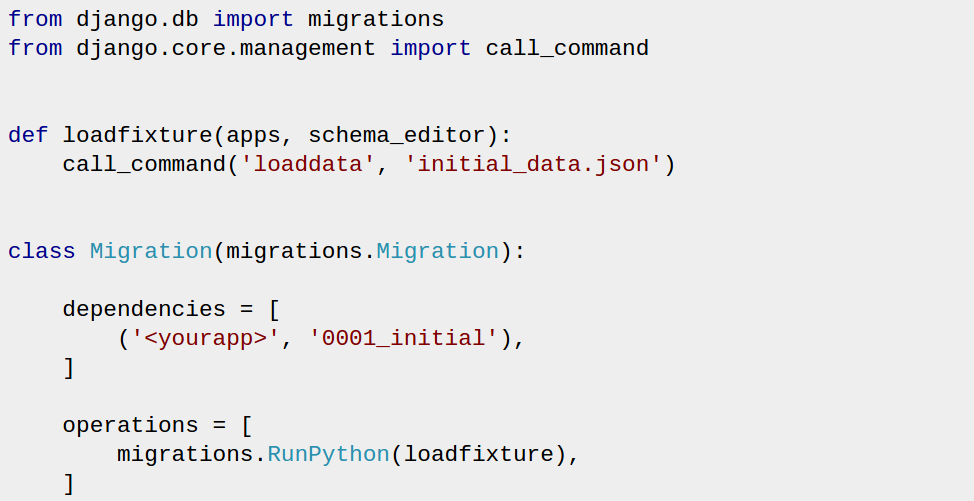 from django.db import migrations
from django.core.management import call_command
def loadfixture(apps, schema_editor):
    call_command('loaddata', 'initial_data.json')
class Migration(migrations.Migration):
    dependencies = [
        ('<yourapp>', '0001_initial'),
    ]
    operations = [
        migrations.RunPython(loadfixture),
    ]